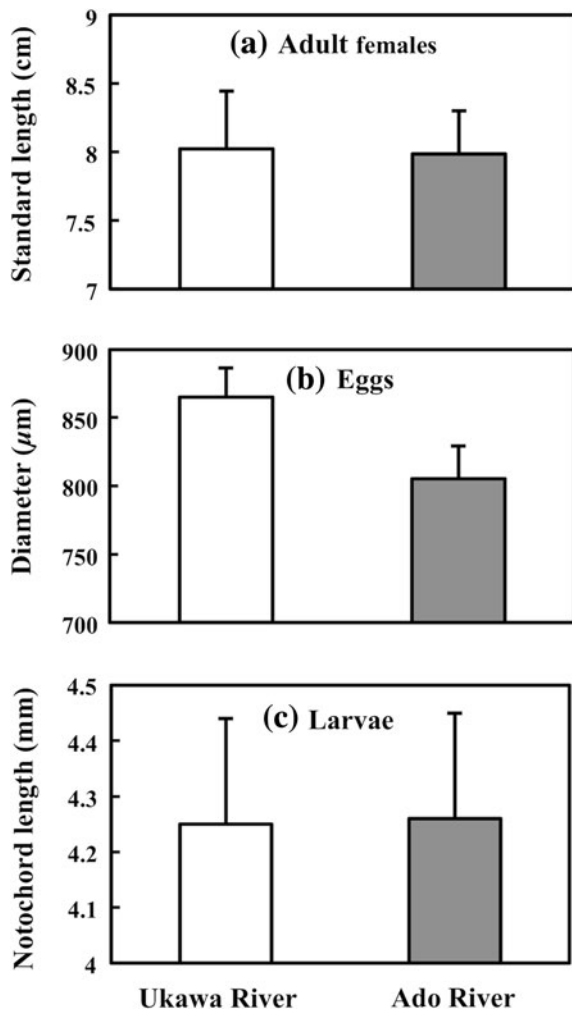 (a) Adult females
Standard length (cm)
9
8.5
8
7.5
7
(b) Eggs
Diameter (μm)
900
850
800
750
700
(c) Larvae
Notochord length (mm)
4.5
4.4
4.3
4.2
4.1
4
Ukawa River
Ado River